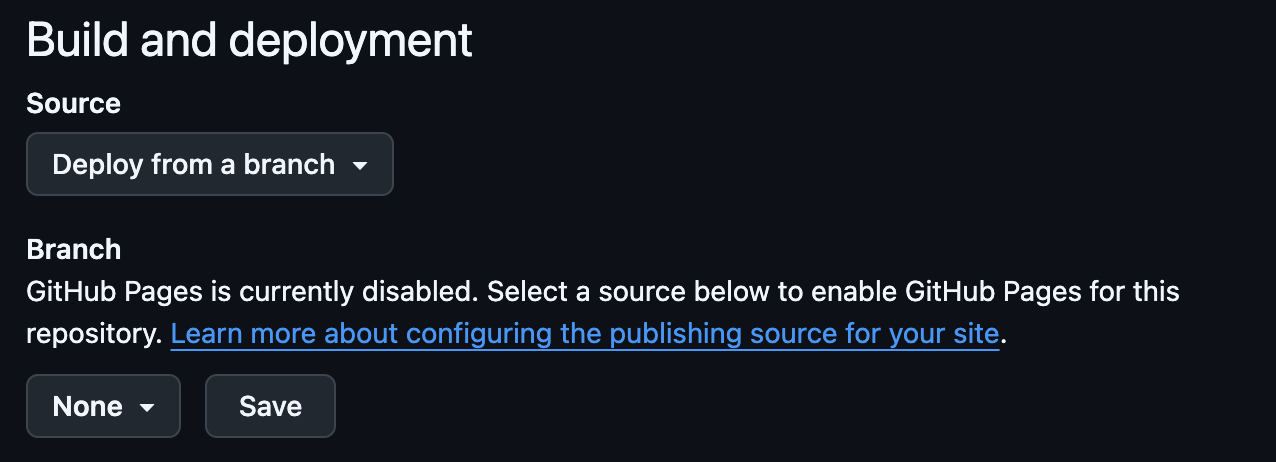 Build and deployment
Source
Deploy from a branch
Branch
GitHub Pages is currently disabled. Select a source below to enable GitHub Pages for this
repository. Learn more about configuring the publishing source for your site.
None
Save